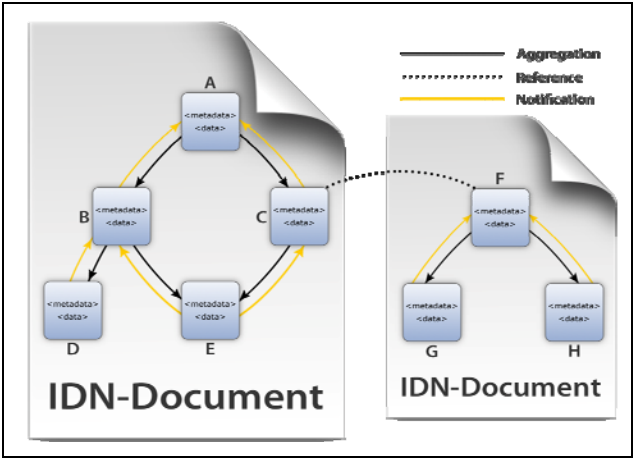 A
Aggregation
Reference
Notification
<metadata>
<data>
F
B
<metadata>
<data>
C
<metadata>
<data>
<metadata>
<data>
<metadata>
<data>
<metadata>
<data>
<metadata>
<data>
<metadata>
<data>
D
E
G
H
IDN-Document
IDN-Document